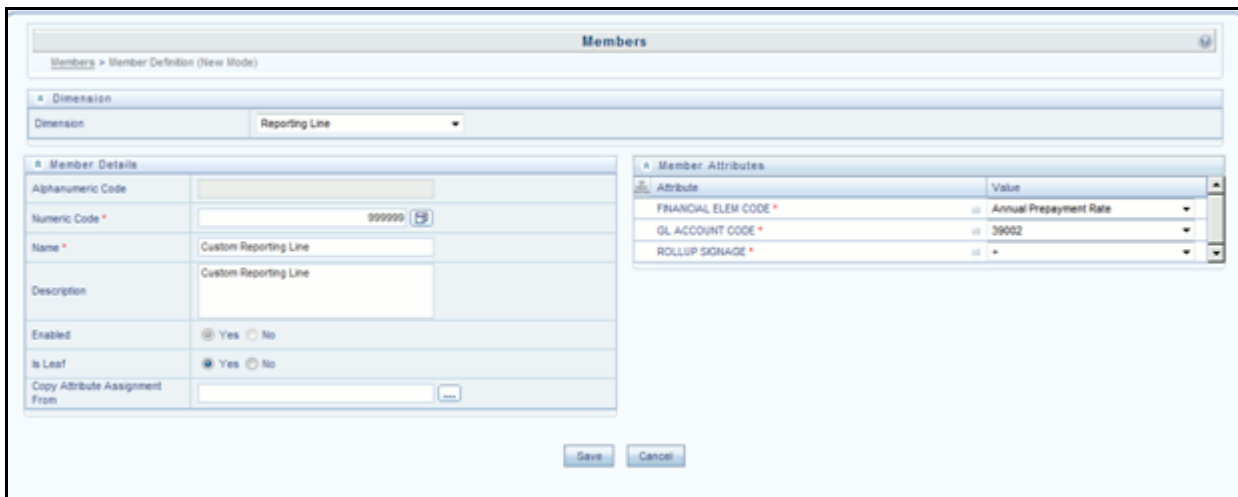 Members
Members > Member Definition (New Mode)
Dimension
Dimension Reporting Line
Member Details
Alphanumeric Code
Numeric Code * 999999
Name * Custom Reporting Line
Description Custom Reporting Line
Enabled Yes No
Is Leaf Yes No
Copy Attribute Assignment
From ...
Member Attributes
Attribute Value
FINANCIAL ELEM CODE * Annual Prepayment Rate
GL ACCOUNT CODE * 39002
ROLLUP SIGNAGE *
Save Cancel